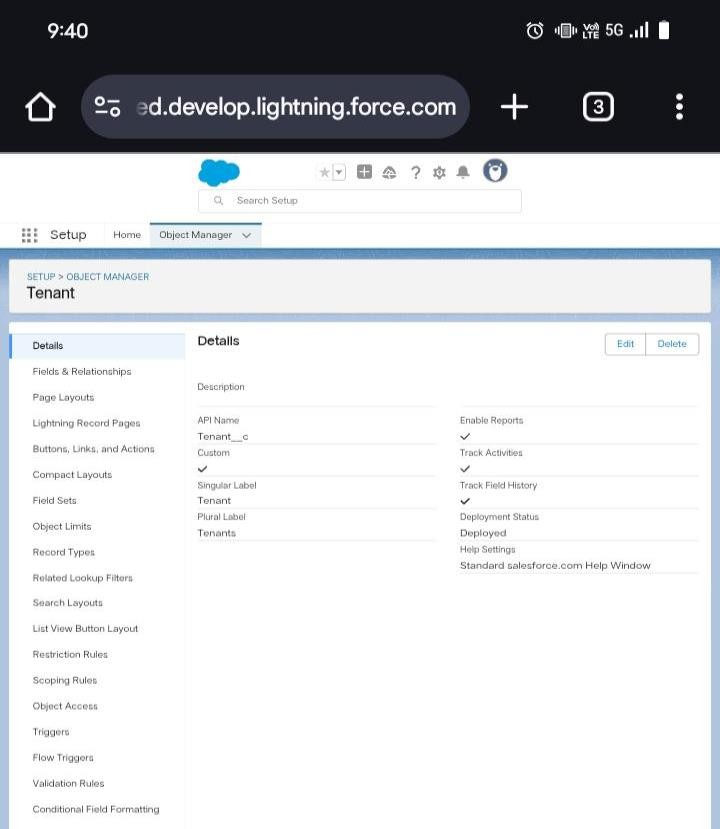 9:40
Vo) LTE 5G
ed.develop.lightning.force.com
3
Search Setup
Setup Home Object Manager
SETUP > OBJECT MANAGER
Tenant
Details
Fields & Relationships
Page Layouts
Lightning Record Pages
Buttons, Links, and Actions
Compact Layouts
Field Sets
Object Limits
Record Types
Related Lookup Filters
Search Layouts
List View Button Layout
Restriction Rules
Scoping Rules
Object Access
Triggers
Flow Triggers
Validation Rules
Conditional Field Formatting
Details
Edit Delete
Description
API Name
Tenant__c
Custom
Singular Label
Tenant
Plural Label
Tenants
Enable Reports
Track Activities
Track Field History
Deployment Status
Deployed
Help Settings
Standard salesforce.com Help Window